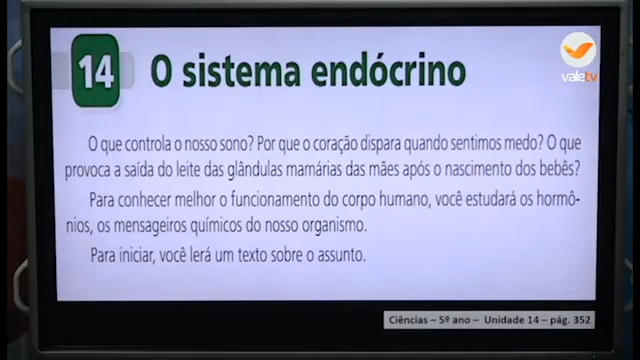 14 O sistema endócrino
vale tv
O que controla o nosso sono? Por que o coração dispara quando sentimos medo? O que
provoca a saída do leite das glândulas mamárias das mães após o nascimento dos bebês?
Para conhecer melhor o funcionamento do corpo humano, você estudará os hormô-
nios, os mensageiros químicos do nosso organismo.
Para iniciar, você lerá um texto sobre o assunto.
Ciências – 5º ano – Unidade 14 – pág. 352